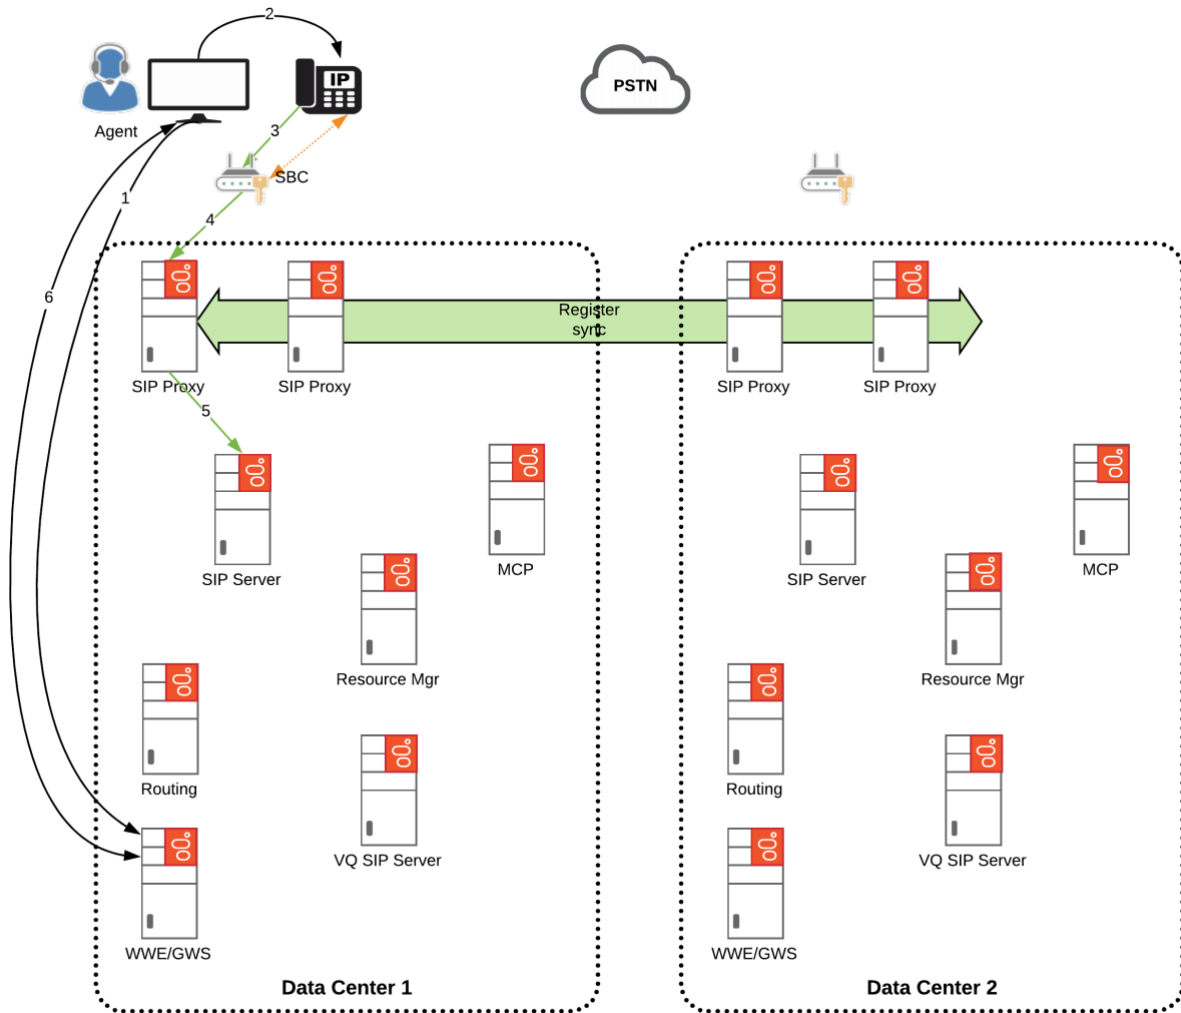 2
IP
PSTN
Agent
3
SBC
1
4
6
Register
sync
SIP Proxy
SIP Proxy
SIP Proxy
SIP Proxy
5
SIP Server
MCP
SIP Server
MCP
Resource Mgr
Resource Mgr
Routing
Routing
VQ SIP Server
VQ SIP Server
WWE/GWS
WWE/GWS
Data Center 1
Data Center 2